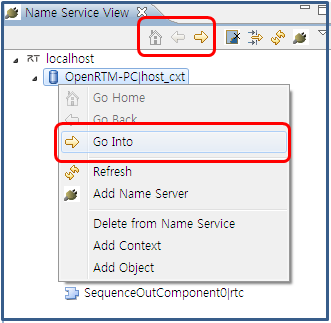 Name Service View
RT localhost
OpenRTM-PC|host_cxt
Go Home
Go Back
Go Into
Refresh
Add Name Server
Delete from Name Service
Add Context
Add Object
SequenceOutComponent0|rtc